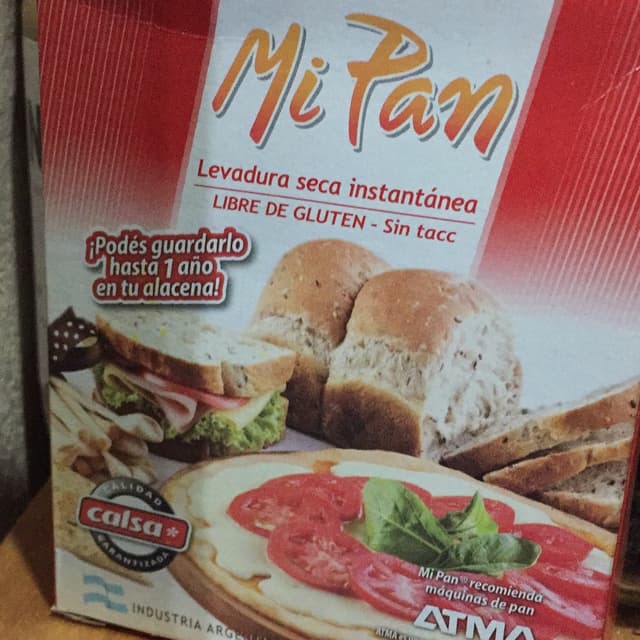 Mi Pan
Levadura seca instantánea
LIBRE DE GLUTEN - Sin tacc
¡Podés guardarlo
hasta 1 año
en tu alacena!
CALIDAD
calsa*
GARANTIZADA
Mi Pan® recomienda
máquinas de pan
ATMA
INDUSTRIA